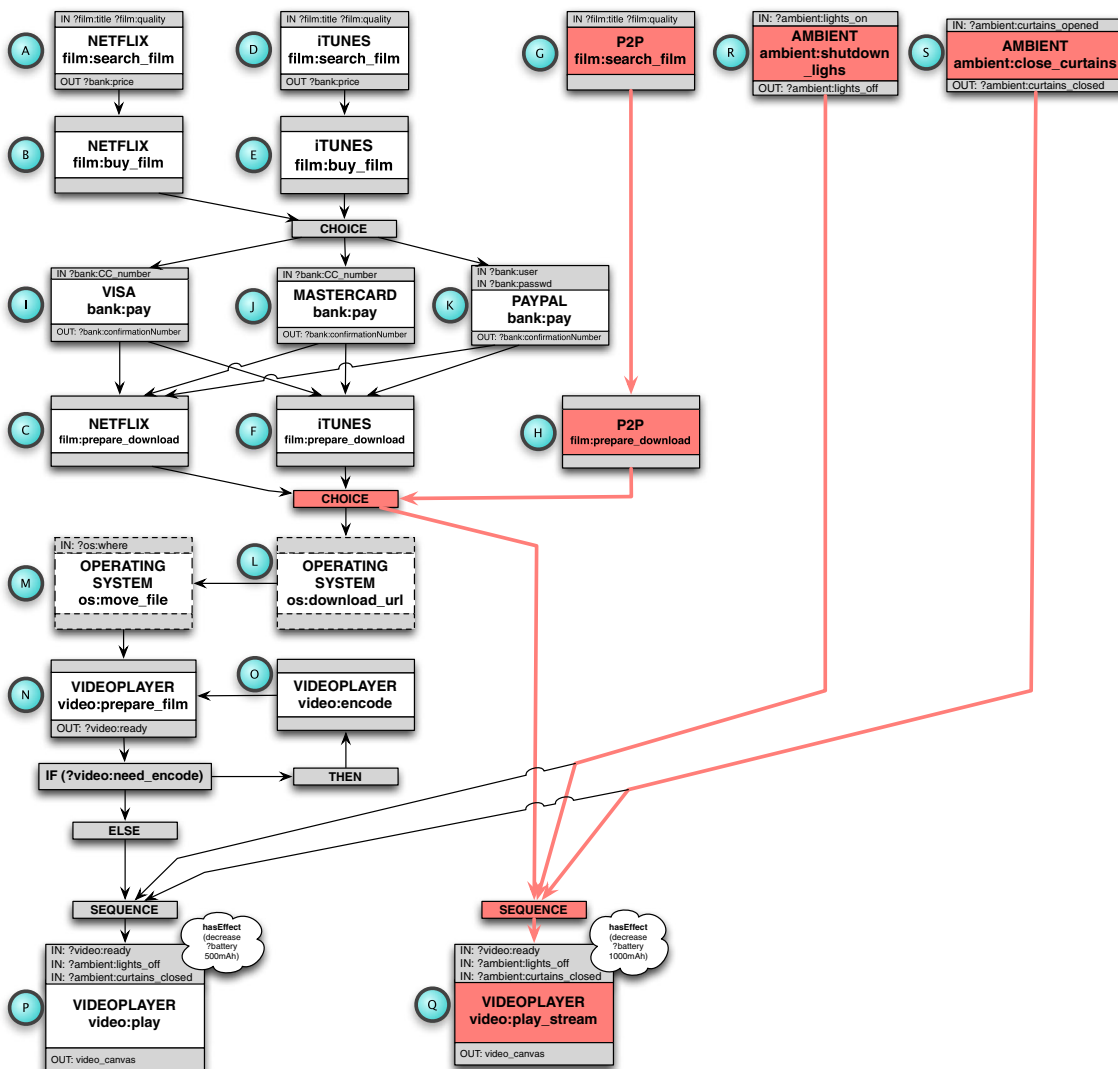 IN ?film:title ?film:quality
A
NETFLIX
film:search_film
OUT ?bank:price
IN ?film:title ?film:quality
D
iTUNES
film:search_film
OUT ?bank:price
IN ?film:title ?film:quality
G
P2P
film:search_film
IN: ?ambient:lights_on
R
AMBIENT
ambient:shutdown
_lighs
OUT: ?ambient:lights_off
IN: ?ambient:curtains_opened
S
AMBIENT
ambient:close_curtains
OUT: ?ambient:curtains_closed
B
NETFLIX
film:buy_film
E
iTUNES
film:buy_film
CHOICE
IN ?bank:CC_number
I
VISA
bank:pay
OUT: ?bank:confirmationNumber
IN ?bank:CC_number
J
MASTERCARD
bank:pay
OUT: ?bank:confirmationNumber
IN ?bank:user
IN ?bank:passwd
K
PAYPAL
bank:pay
OUT: ?bank:confirmationNumber
C
NETFLIX
film:prepare_download
F
iTUNES
film:prepare_download
H
P2P
film:prepare_download
CHOICE
IN: ?os:where
M
OPERATING
SYSTEM
os:move_file
L
OPERATING
SYSTEM
os:download_url
N
VIDEOPLAYER
video:prepare_film
OUT: ?video:ready
O
VIDEOPLAYER
video:encode
IF (?video:need_encode)
THEN
ELSE
SEQUENCE
SEQUENCE
hasEffect
(decrease
?battery
500mAh)
IN: ?video:ready
IN: ?ambient:lights_off
IN: ?ambient:curtains_closed
P
VIDEOPLAYER
video:play
OUT: video_canvas
hasEffect
(decrease
?battery
1000mAh)
IN: ?video:ready
IN: ?ambient:lights_off
IN: ?ambient:curtains_closed
Q
VIDEOPLAYER
video:play_stream
OUT: video_canvas